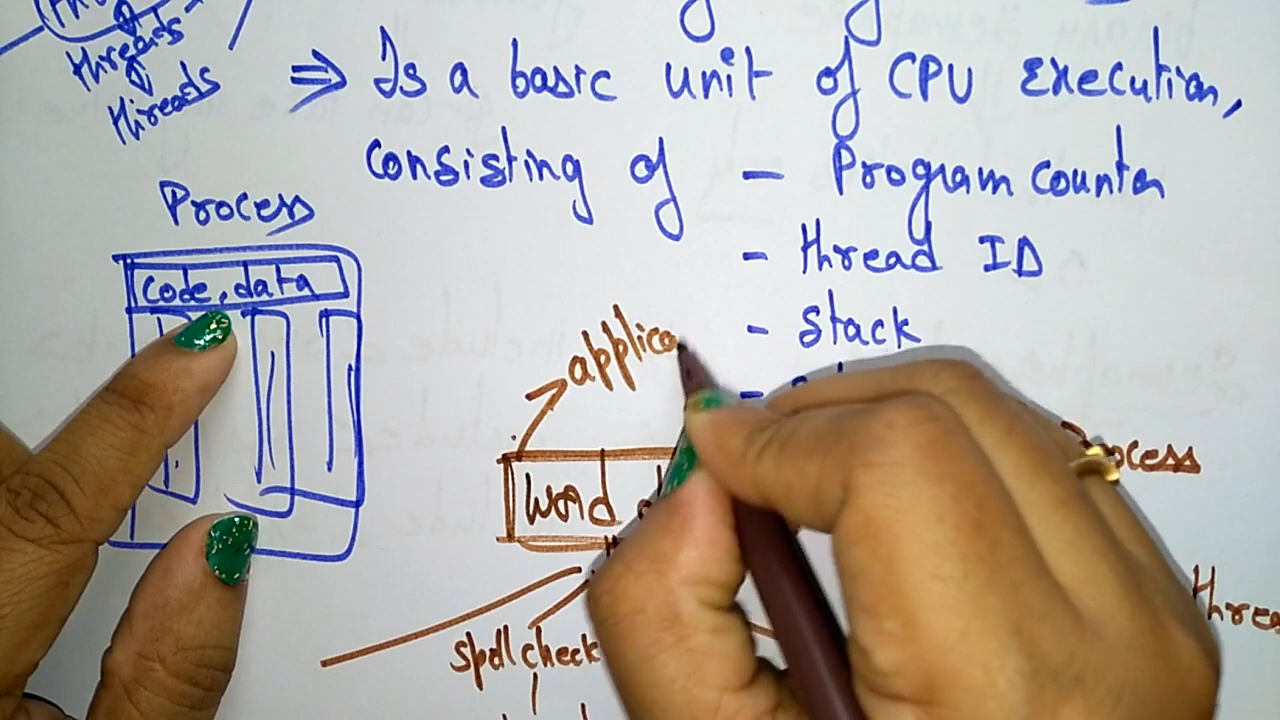 threads
threads
⇒ Is a basic unit of CPU Execution,
consisting of - Program counter
- thread ID
- stack
Process
code, data
applica
Word
process
spell check
threa